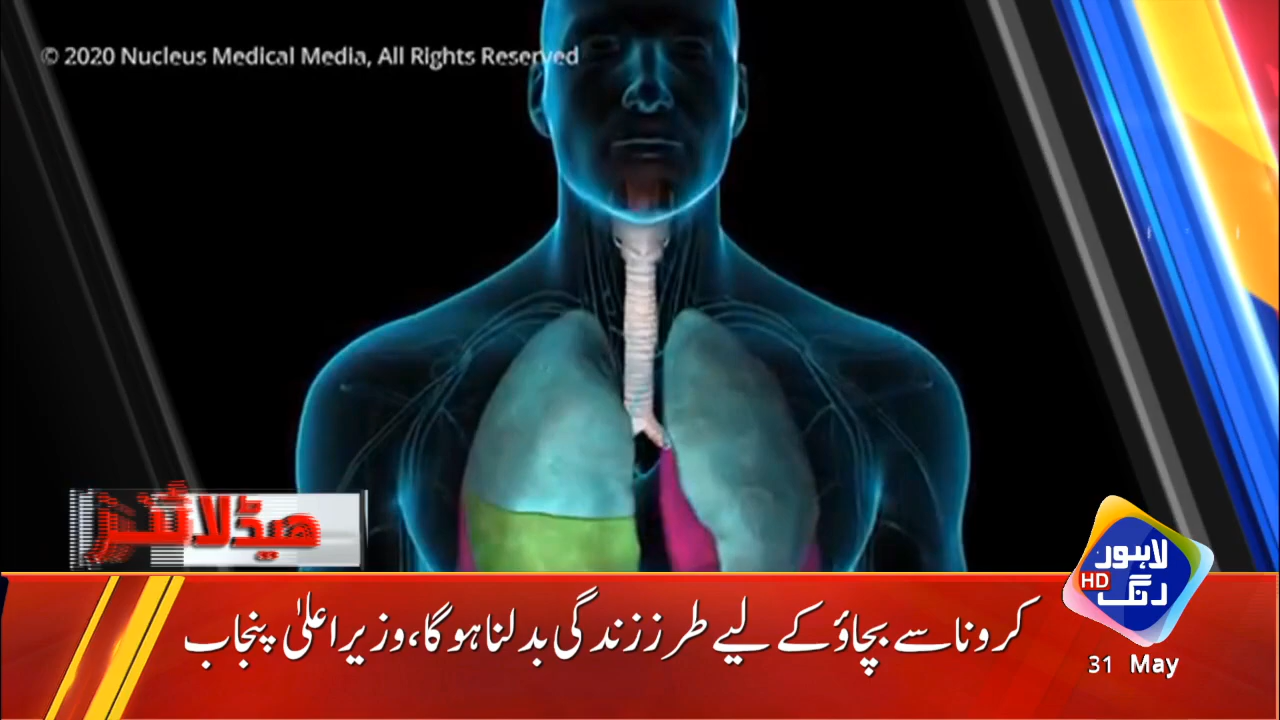 © 2020 Nucleus Medical Media, All Rights Reserved
ہیڈلائنز
لاہور
HD
رنگ
کرونا سے بچاؤ کے لیے طرز زندگی بدلنا ہوگا، وزیراعلیٰ پنجاب
31 May